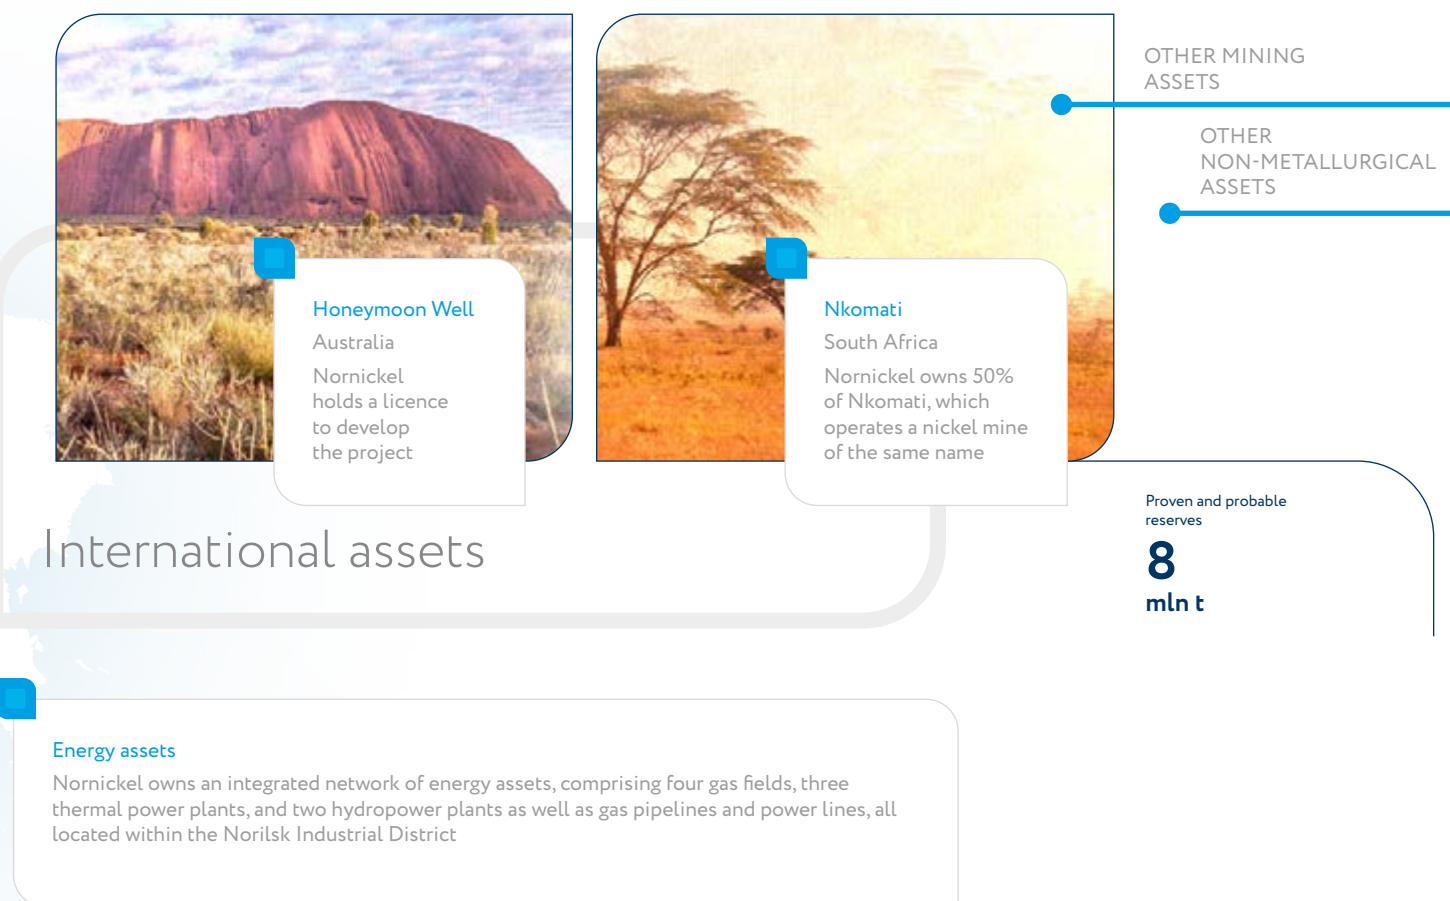 OTHER MINING
ASSETS
OTHER
NON-METALLURGICAL
ASSETS
Honeymoon Well
Australia
Nornickel
holds a licence
to develop
the project
Nkomati
South Africa
Nornickel owns 50%
of Nkomati, which
operates a nickel mine
of the same name
Proven and probable
reserves
8
mln t
International assets
Energy assets
Nornickel owns an integrated network of energy assets, comprising four gas fields, three
thermal power plants, and two hydropower plants as well as gas pipelines and power lines, all
located within the Norilsk Industrial District